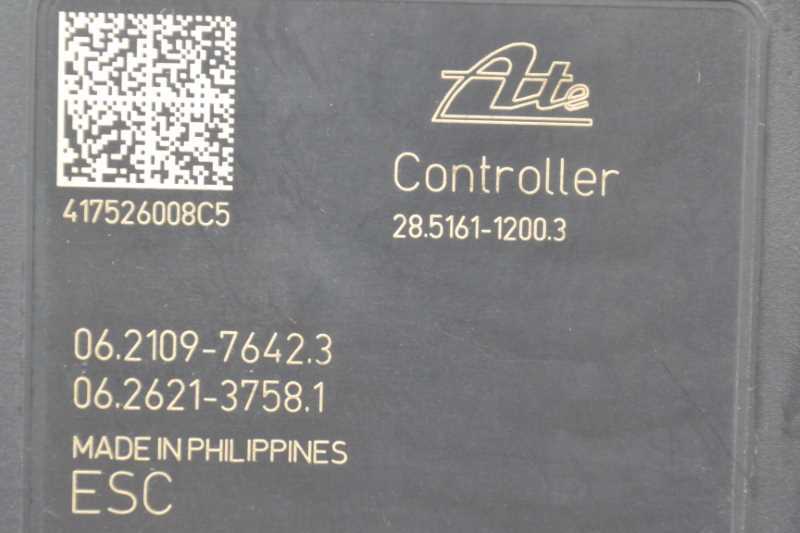 Ate
417526008C5
Controller
28.5161-1200.3
06.2109-7642.3
06.2621-3758.1
MADE IN PHILIPPINES
ESC